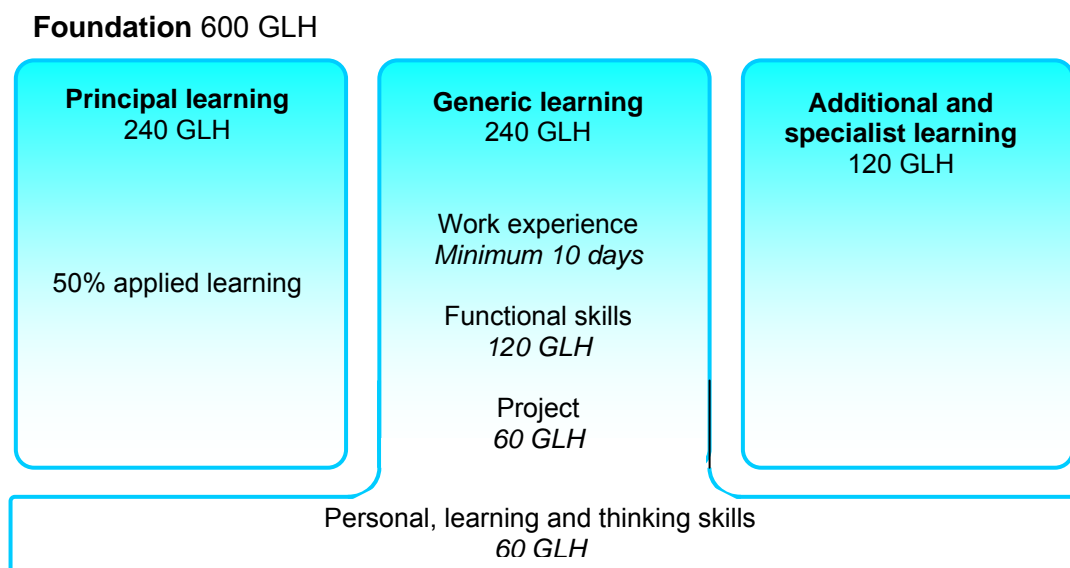 Foundation 600 GLH
Principal learning
240 GLH
50% applied learning
Generic learning
240 GLH
Work experience
Minimum 10 days
Functional skills
120 GLH
Project
60 GLH
Additional and
specialist learning
120 GLH
Personal, learning and thinking skills
60 GLH